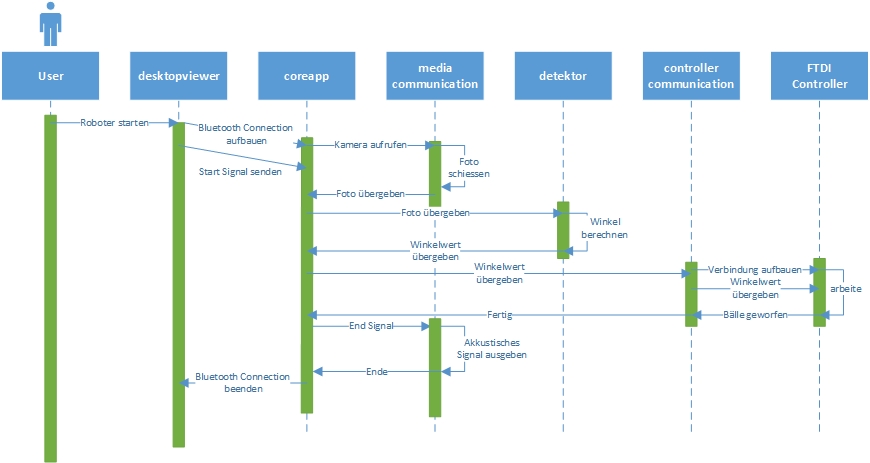 User
desktopviewer
coreapp
media
communication
detektor
controller
communication
FTDI
Controller
Roboter starten
Bluetooth Connection
aufbauen
Start Signal senden
Kamera aufrufen
Foto
schiessen
Foto übergeben
Foto übergeben
Winkel
berechnen
Winkelwert
übergeben
Winkelwert
übergeben
Verbindung aufbauen
Winkelwert
übergeben
arbeite
Bälle geworfen
Fertig
End Signal
Akkustisches
Signal ausgeben
Ende
Bluetooth Connection
beenden